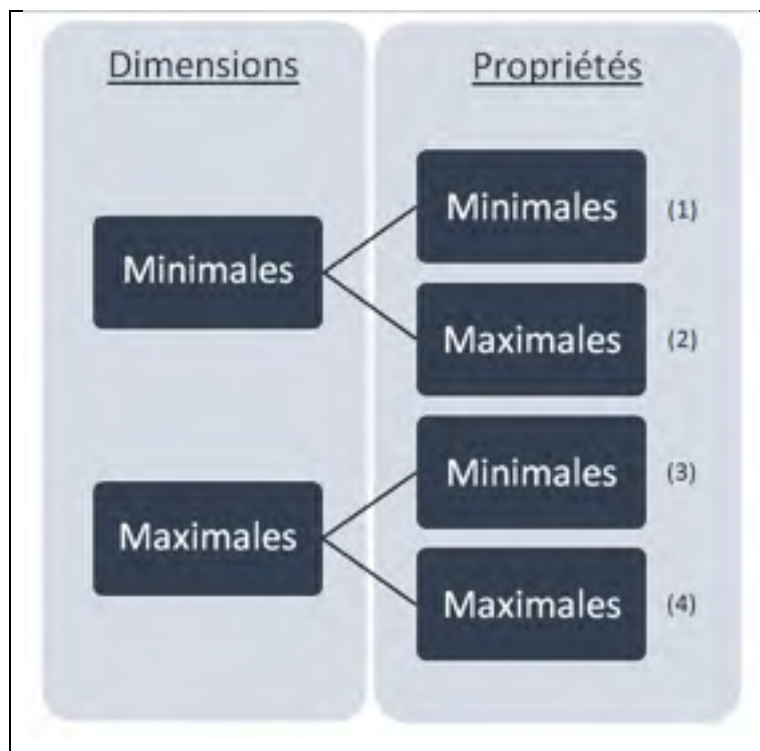 Dimensions
Propriétés
Minimales
Minimales (1)
Maximales (2)
Maximales
Minimales (3)
Maximales (4)